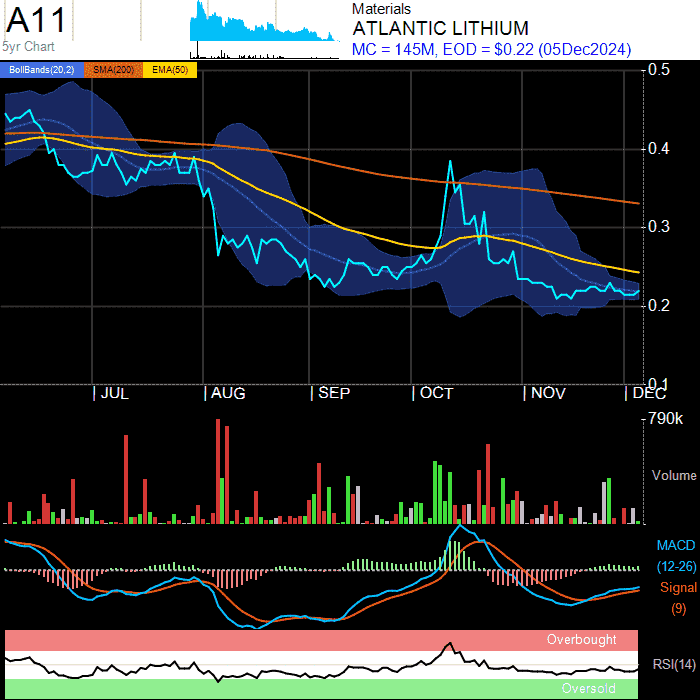 A11
5yr Chart
Materials
ATLANTIC LITHIUM
MC = 145M, EOD = $0.22 (05Dec2024)
BollBands(20,2) SMA(200) EMA(50)
0.5
0.4
0.3
0.2
0.1
JUL AUG SEP OCT NOV DEC
790k
Volume
MACD
(12-26)
Signal
(9)
Overbought
RSI(14)
Oversold